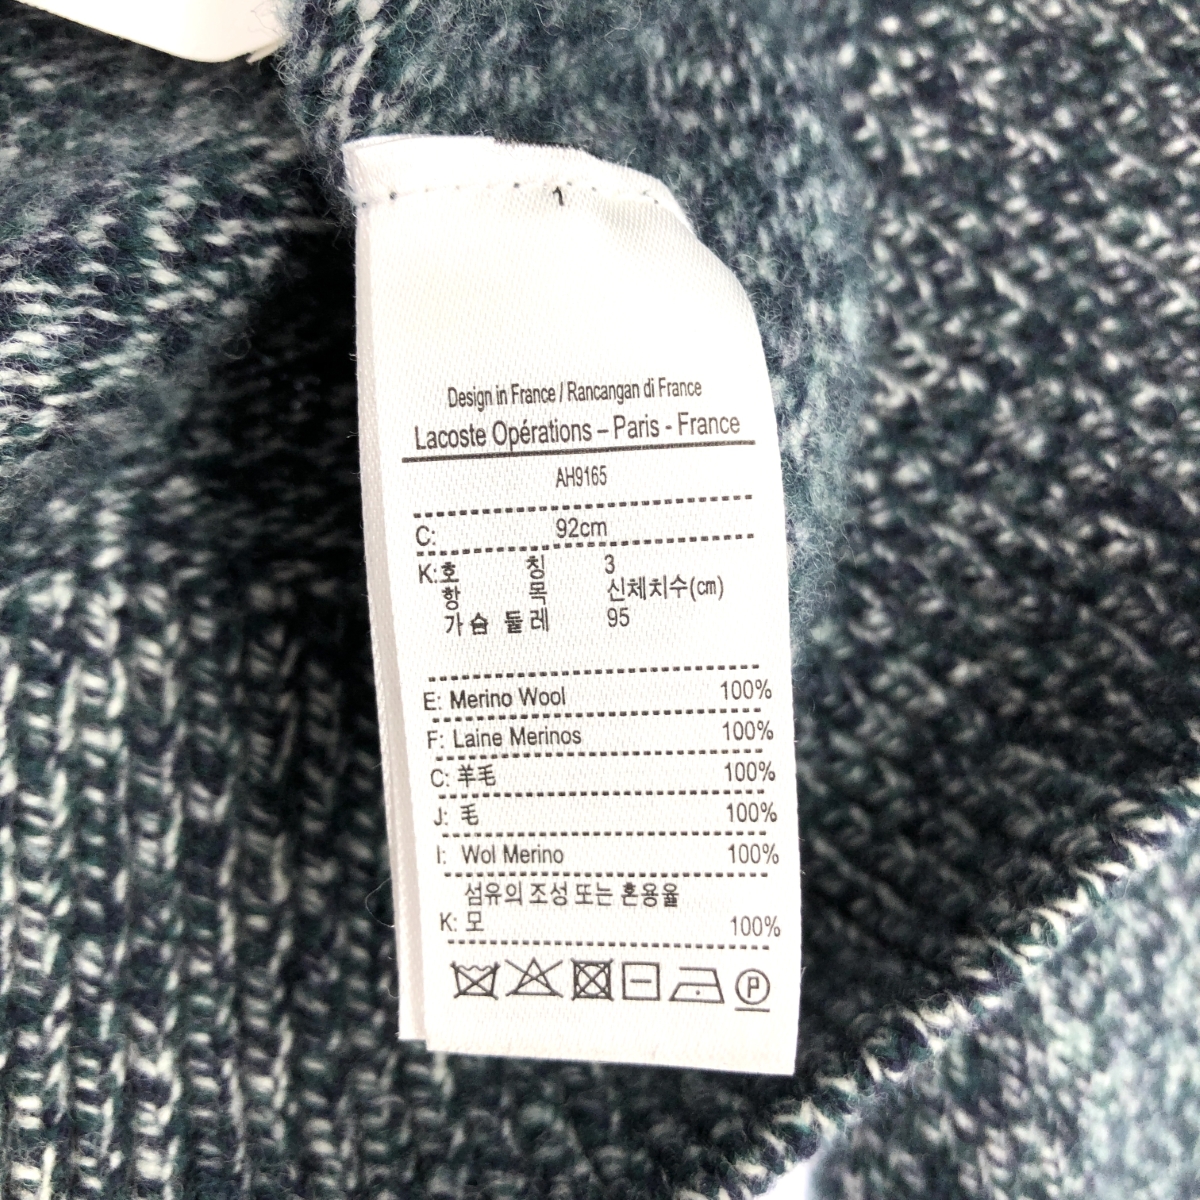 1
Design in France / Rancangan di France
Lacoste Opérations – Paris - France
AH9165
C: 92cm
K:호 칭 3
항 목 신체치수(㎝)
가슴 둘레 95
E: Merino Wool 100%
F: Laine Merinos 100%
C: 羊毛 100%
J: 毛 100%
I: Wol Merino 100%
섬유의 조성 또는 혼용율
K: 모 100%
P